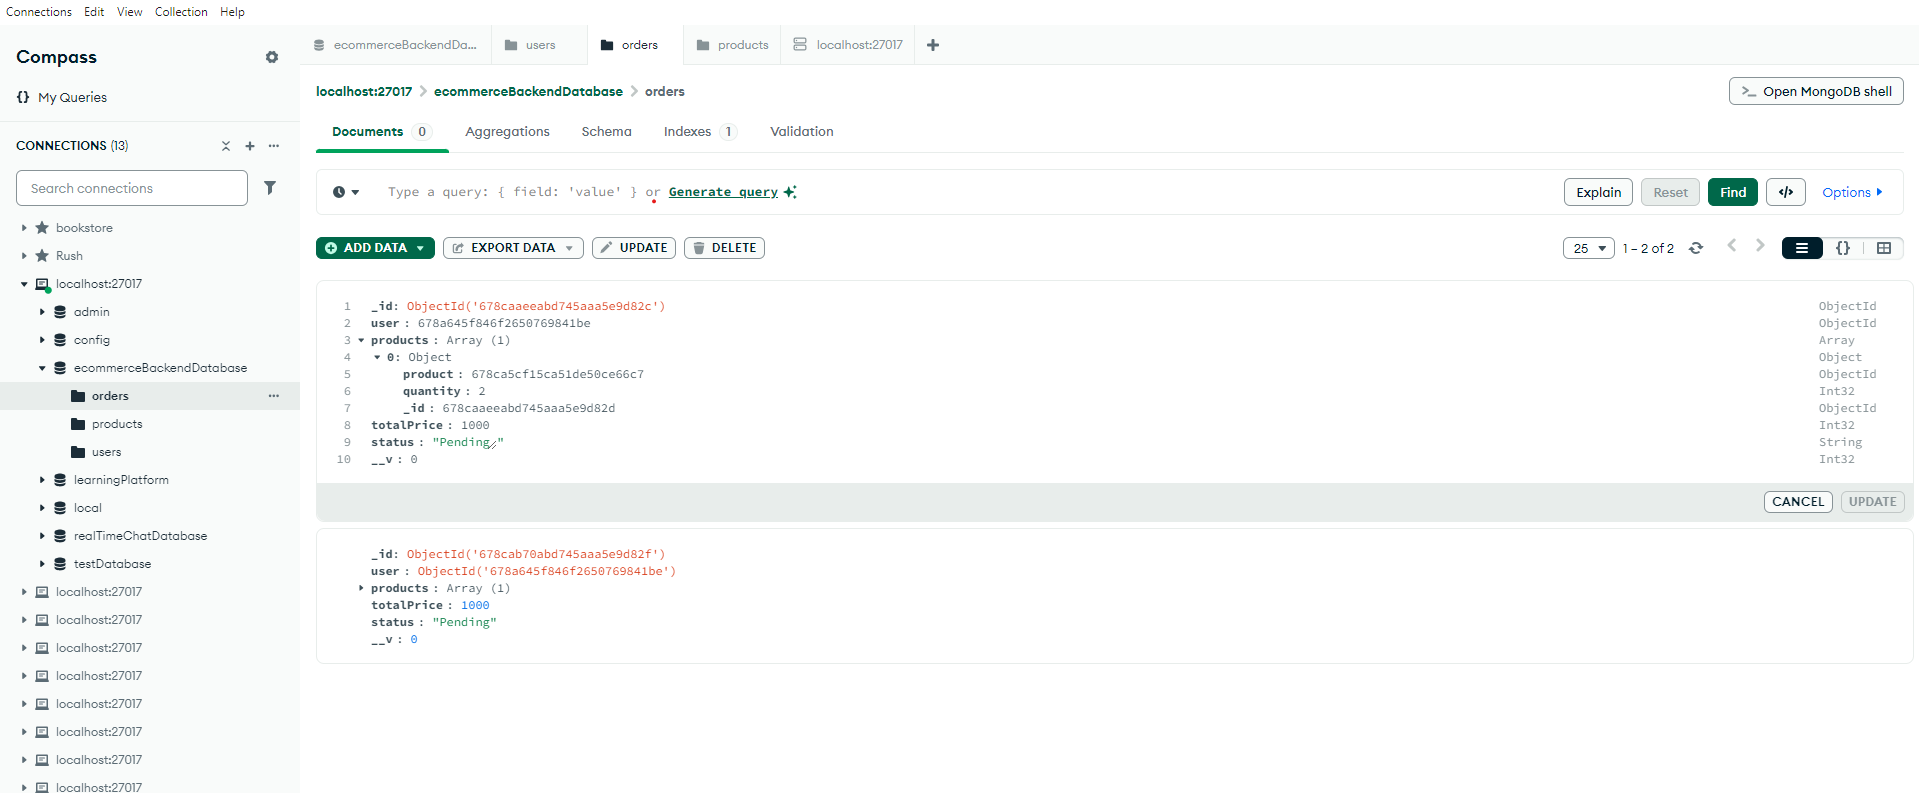 Connections Edit View Collection Help
Compass
{} My Queries
CONNECTIONS (13)
Search connections
bookstore
Rush
localhost:27017
admin
config
ecommerceBackendDatabase
orders
products
users
learningPlatform
local
realTimeChatDatabase
testDatabase
localhost:27017
localhost:27017
localhost:27017
localhost:27017
localhost:27017
localhost:27017
localhost:27017
localhost:27017
ecommerceBackendDa... users orders products localhost:27017
localhost:27017 > ecommerceBackendDatabase > orders
>_ Open MongoDB shell
Documents 0 Aggregations Schema Indexes 1 Validation
Type a query: { field: 'value' } or Generate query
Explain Reset Find </> Options
ADD DATA EXPORT DATA UPDATE DELETE
25 1 – 2 of 2 {}
1 _id: ObjectId('678caaeeabd745aaa5e9d82c') ObjectId
2 user : 678a645f846f2650769841be ObjectId
3 products : Array (1) Array
4 0: Object Object
5 product : 678ca5cf15ca51de50ce66c7 ObjectId
6 quantity : 2 Int32
7 _id : 678caaeeabd745aaa5e9d82d ObjectId
8 totalPrice : 1000 Int32
9 status : "Pending" String
10 __v : 0 Int32
CANCEL UPDATE
_id: ObjectId('678cab70abd745aaa5e9d82f')
user : ObjectId('678a645f846f2650769841be')
products : Array (1)
totalPrice : 1000
status : "Pending"
__v : 0